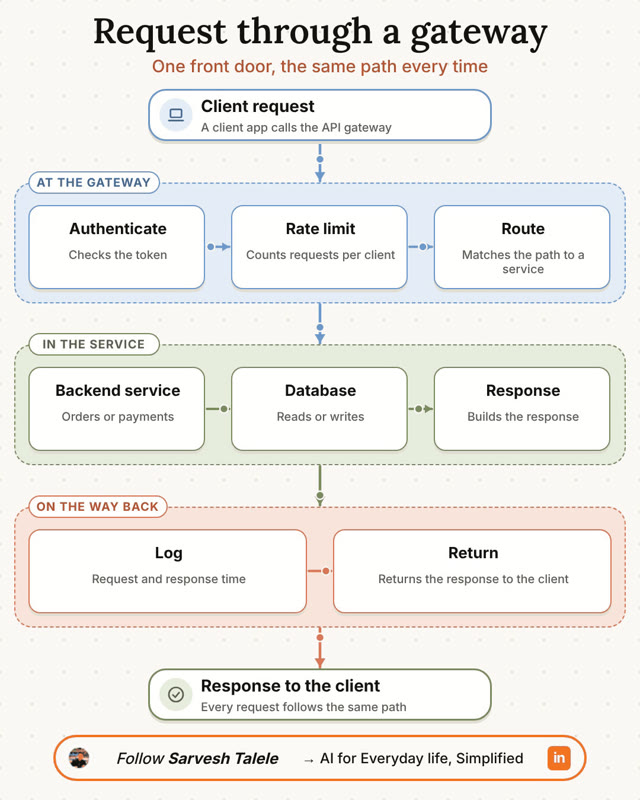 Request through a gateway
One front door, the same path every time
Client request
A client app calls the API gateway
AT THE GATEWAY
Authenticate
Checks the token
Rate limit
Counts requests per client
Route
Matches the path to a
service
IN THE SERVICE
Backend service
Orders or payments
Database
Reads or writes
Response
Builds the response
ON THE WAY BACK
Log
Request and response time
Return
Returns the response to the client
Response to the client
Every request follows the same path
Follow Sarvesh Talele → AI for Everyday life, Simplified in